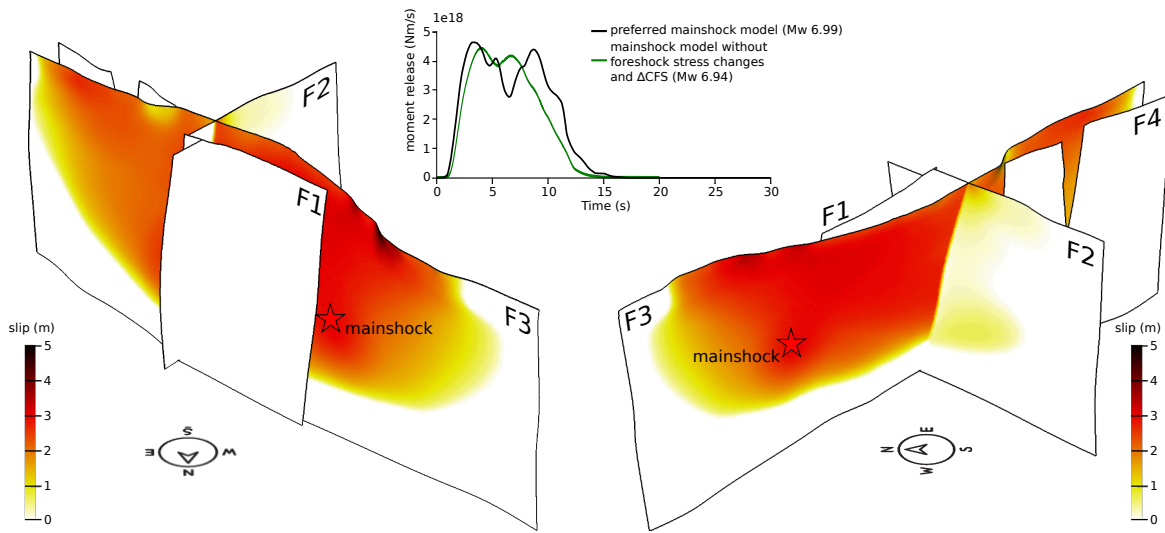 1e18
5
4
3
2
1
0
moment release (Nm/s)
0
5
10
15
20
25
30
Time (s)
preferred mainshock model (Mw 6.99)
mainshock model without
foreshock stress changes
and ΔCFS (Mw 6.94)
F2
F1
F3
mainshock
slip (m)
5
4
3
2
1
0
S
E
W
N
F4
F1
F2
F3
mainshock
slip (m)
5
4
3
2
1
0
E
N
S
W